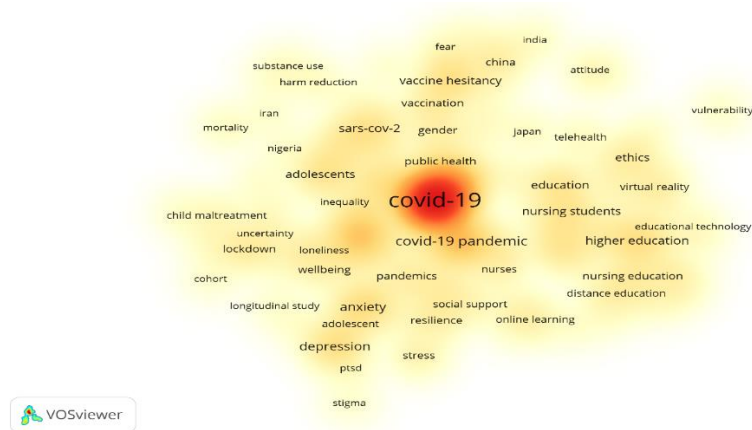 india
fear
china
substance use
attitude
harm reduction
vaccine hesitancy
vaccination
vulnerability
iran
mortality
sars-cov-2
gender
japan
telehealth
nigeria
public health
ethics
adolescents
education
virtual reality
inequality
covid-19
nursing students
child maltreatment
educational technology
uncertainty
covid-19 pandemic
higher education
lockdown
loneliness
wellbeing
nurses
cohort
pandemics
nursing education
distance education
longitudinal study
anxiety
social support
adolescent
resilience
online learning
depression
stress
ptsd
stigma
VOSviewer